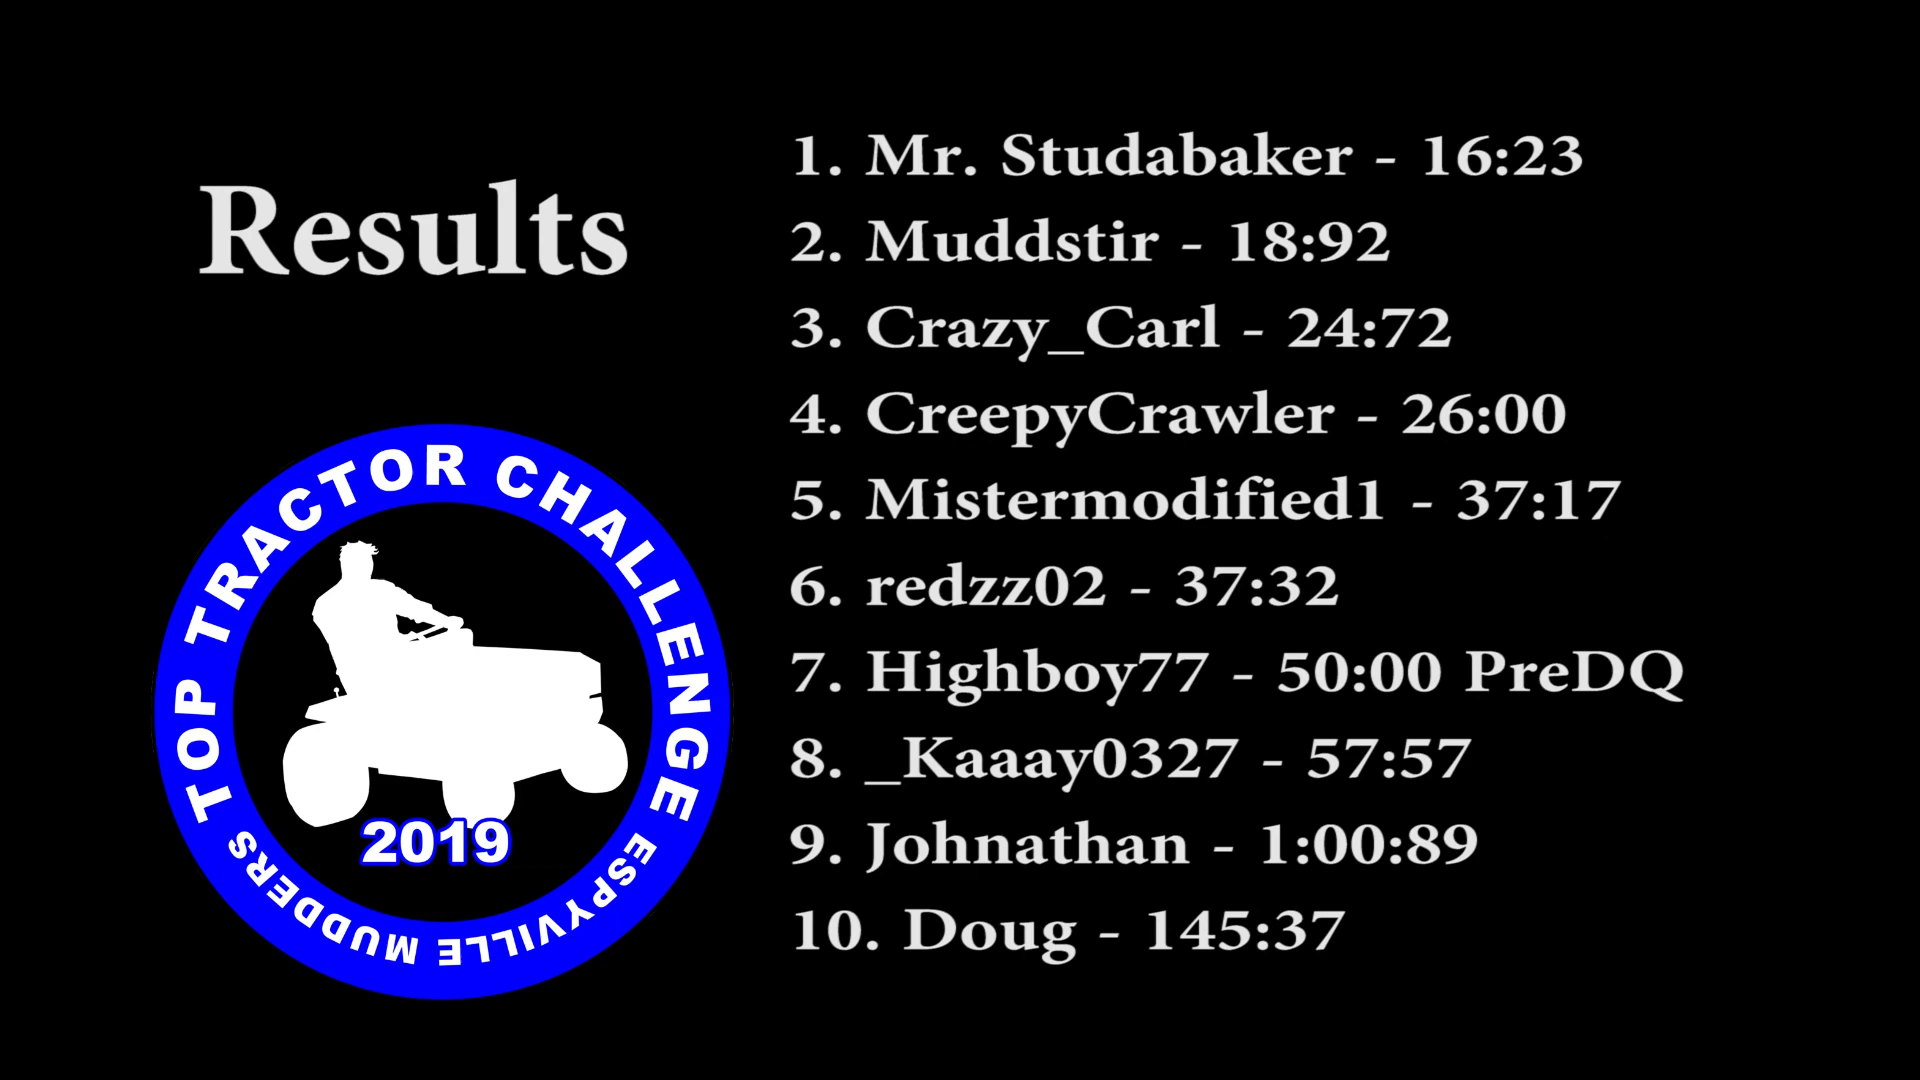 Results
1. Mr. Studabaker - 16:23
2. Muddstir - 18:92
3. Crazy_Carl - 24:72
4. CreepyCrawler - 26:00
5. Mistermodified1 - 37:17
6. redzz02 - 37:32
7. Highboy77 - 50:00 PreDQ
8. _Kaaay0327 - 57:57
9. Johnathan - 1:00:89
10. Doug - 145:37
TOP TRACTOR CHALLENGE
2019
ESPYVILLE MUDDERS